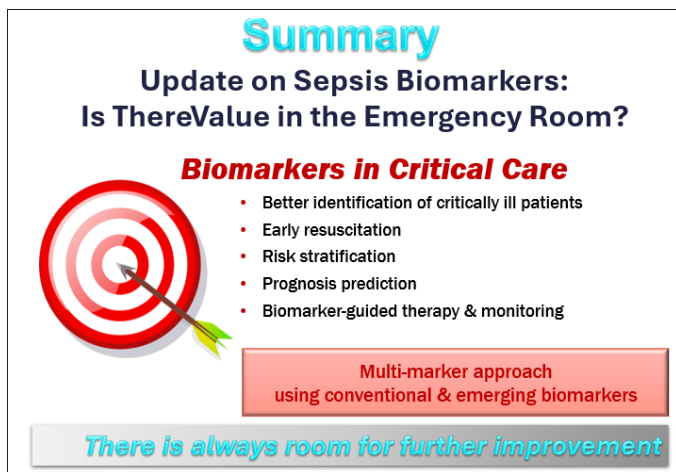 Summary
Update on Sepsis Biomarkers:
Is ThereValue in the Emergency Room?
Biomarkers in Critical Care
• Better identification of critically ill patients
• Early resuscitation
• Risk stratification
• Prognosis prediction
• Biomarker-guided therapy & monitoring
Multi-marker approach
using conventional & emerging biomarkers
There is always room for further improvement